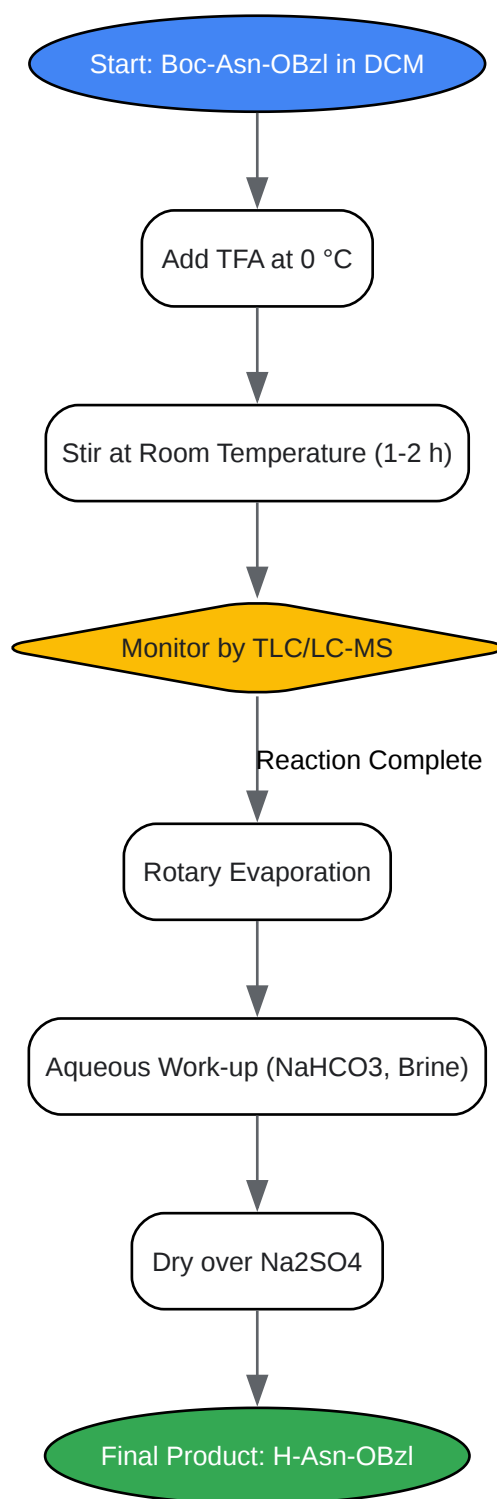 Start: Boc-Asn-OBzl in DCM
Add TFA at 0 °C
Stir at Room Temperature (1-2 h)
Monitor by TLC/LC-MS
Reaction Complete
Rotary Evaporation
Aqueous Work-up (NaHCO3, Brine)
Dry over Na2SO4
Final Product: H-Asn-OBzl